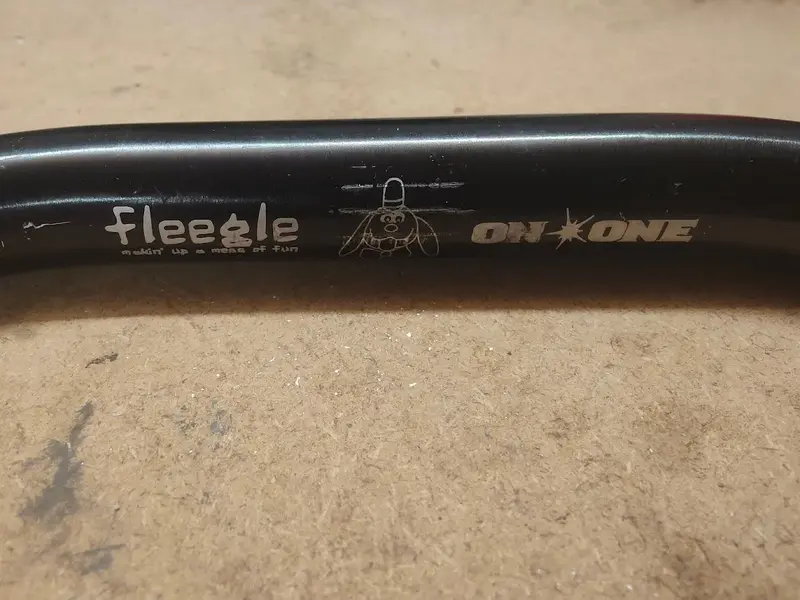 fleegle
makin' up a mess of fun
ON ONE